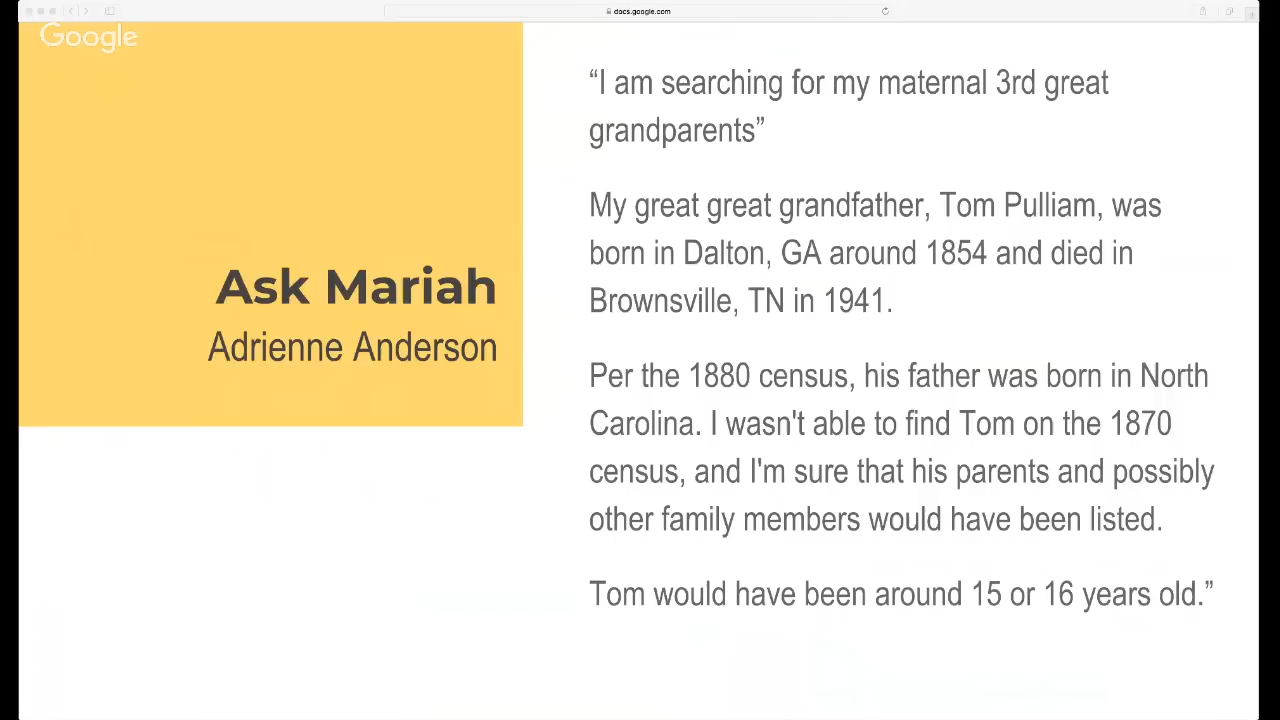 docs.google.com
Google
Ask Mariah
Adrienne Anderson
“I am searching for my maternal 3rd great
grandparents”
My great great grandfather, Tom Pulliam, was
born in Dalton, GA around 1854 and died in
Brownsville, TN in 1941.
Per the 1880 census, his father was born in North
Carolina. I wasn't able to find Tom on the 1870
census, and I'm sure that his parents and possibly
other family members would have been listed.
Tom would have been around 15 or 16 years old.”